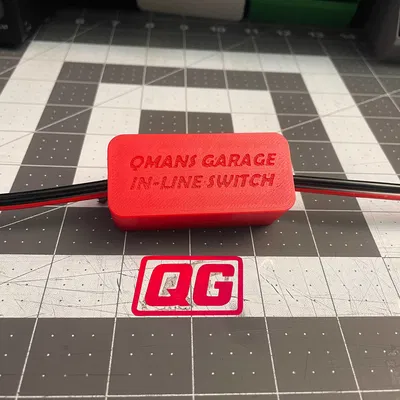 QMANS GARAGE
IN-LINE SWITCH
QG